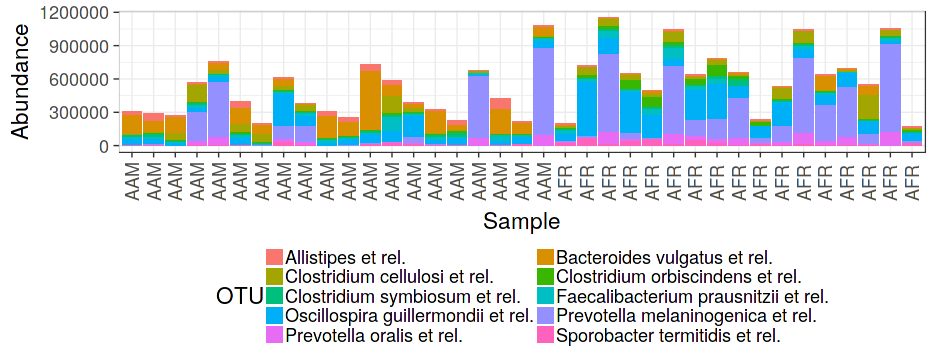 1200000
900000
600000
300000
0
Abundance
AAM AAM AAM AAM AAM AAM AAM AAM AAM AAM AAM AAM AAM AAM AAM AAM AAM AAM AAM AAM AFR AFR AFR AFR AFR AFR AFR AFR AFR AFR AFR AFR AFR AFR AFR AFR AFR
Sample
OTU
Allistipes et rel.
Clostridium cellulosi et rel.
Clostridium symbiosum et rel.
Oscillospira guillermondii et rel.
Prevotella oralis et rel.
Bacteroides vulgatus et rel.
Clostridium orbiscindens et rel.
Faecalibacterium prausnitzii et rel.
Prevotella melaninogenica et rel.
Sporobacter termitidis et rel.